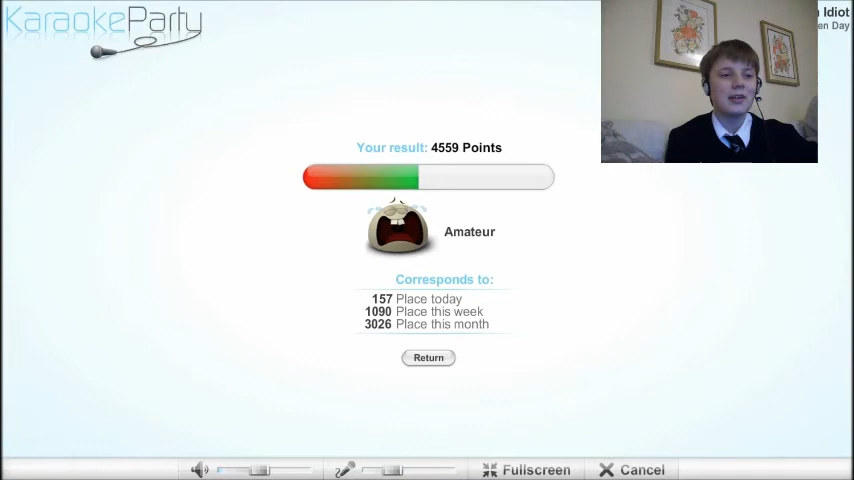 KaraokeParty
Idiot
en Day
Your result: 4559 Points
Amateur
Corresponds to:
157 Place today
1090 Place this week
3026 Place this month
Return
Fullscreen
Cancel